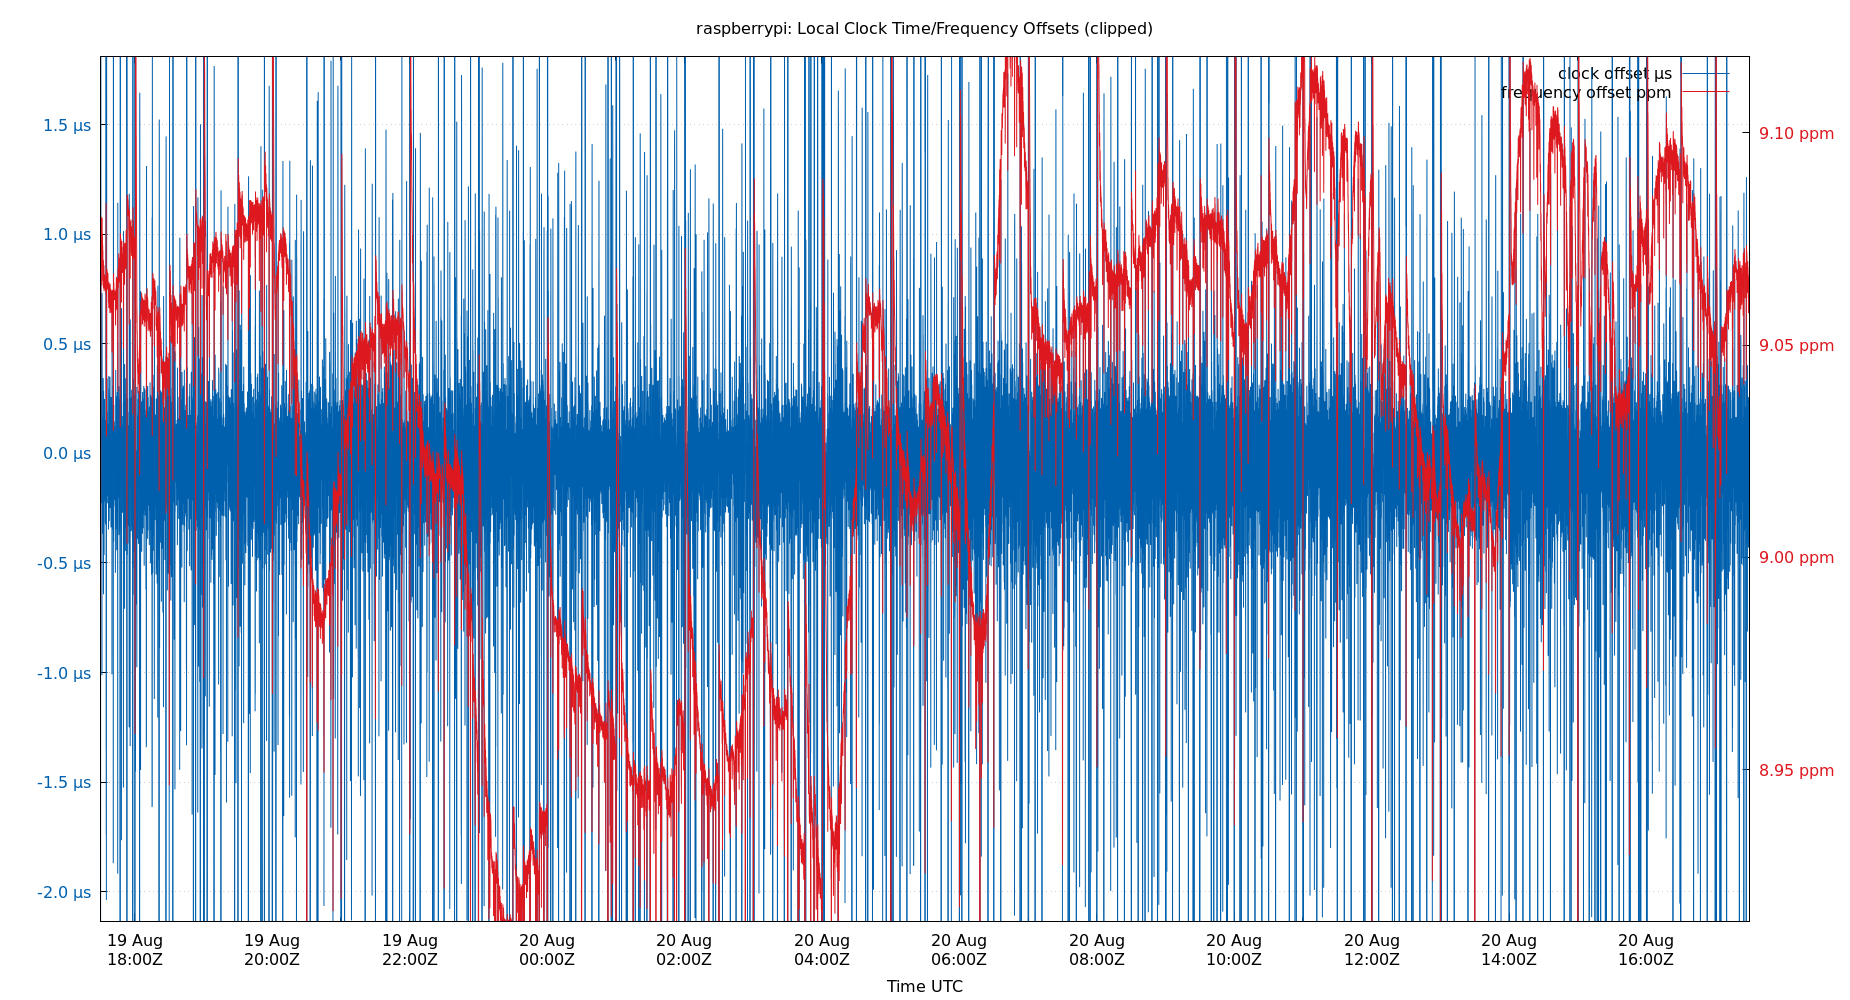 raspberrypi: Local Clock Time/Frequency Offsets (clipped)
clock offset µs
frequency offset ppm
1.5 µs
1.0 µs
0.5 µs
0.0 µs
-0.5 µs
-1.0 µs
-1.5 µs
-2.0 µs
9.10 ppm
9.05 ppm
9.00 ppm
8.95 ppm
19 Aug
18:00Z
19 Aug
20:00Z
19 Aug
22:00Z
20 Aug
00:00Z
20 Aug
02:00Z
20 Aug
04:00Z
20 Aug
06:00Z
20 Aug
08:00Z
20 Aug
10:00Z
20 Aug
12:00Z
20 Aug
14:00Z
20 Aug
16:00Z
Time UTC